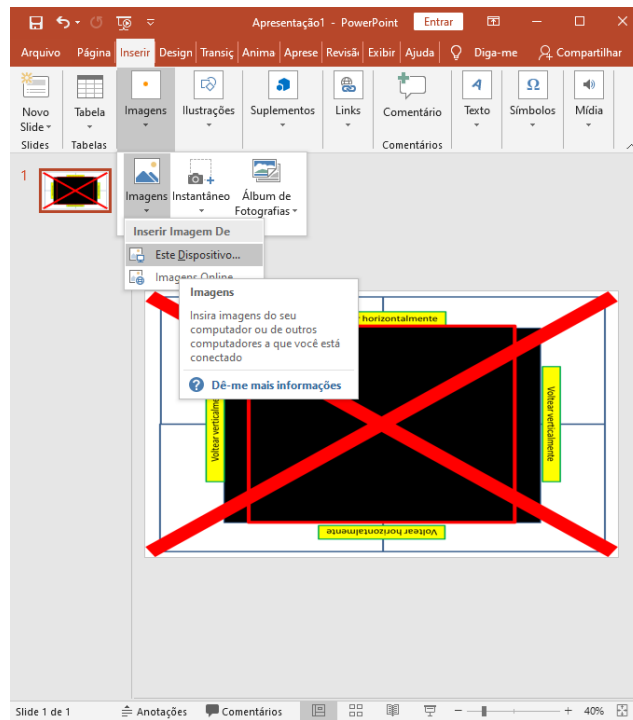 Apresentação1 - PowerPoint
Entrar
Arquivo Página Inserir Design Transiç Anima Aprese Revisã Exibir Ajuda Diga-me Compartilhar
Novo Slide
Tabela
Imagens
Ilustrações
Suplementos
Links
Comentário
Texto
Símbolos
Mídia
Slides
Tabelas
Comentários
1
Imagens
Instantâneo
Álbum de
Fotografias
Inserir Imagem De
Este Dispositivo...
Imagens Online
Imagens
Insira imagens do seu
computador ou de outros
computadores a que você está
conectado
Dê-me mais informações
horizontalmente
Voltear verticalme
Voltear verticalmente
Voltear horizontalmente
Slide 1 de 1
Anotações
Comentários
40%